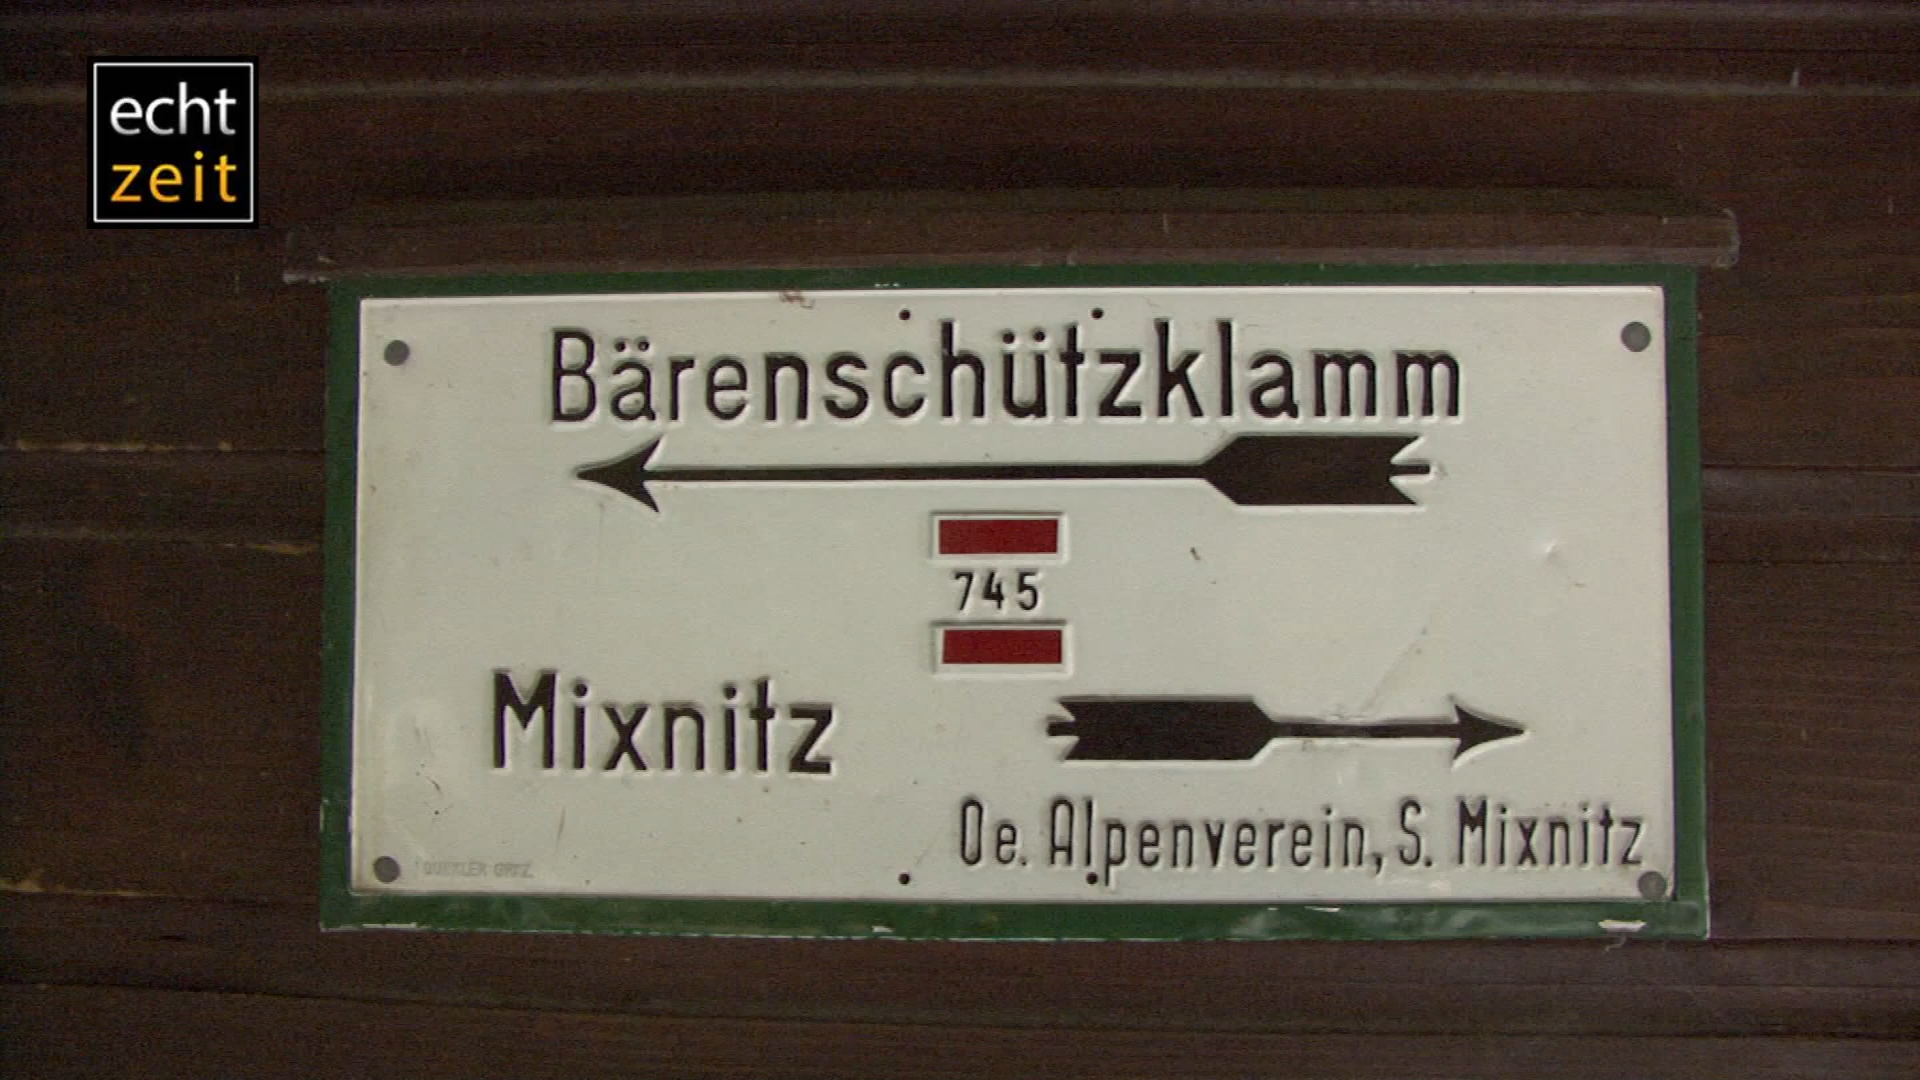 echt
zeit
Bärenschützklamm
745
Mixnitz
Oe. Alpenverein, S. Mixnitz